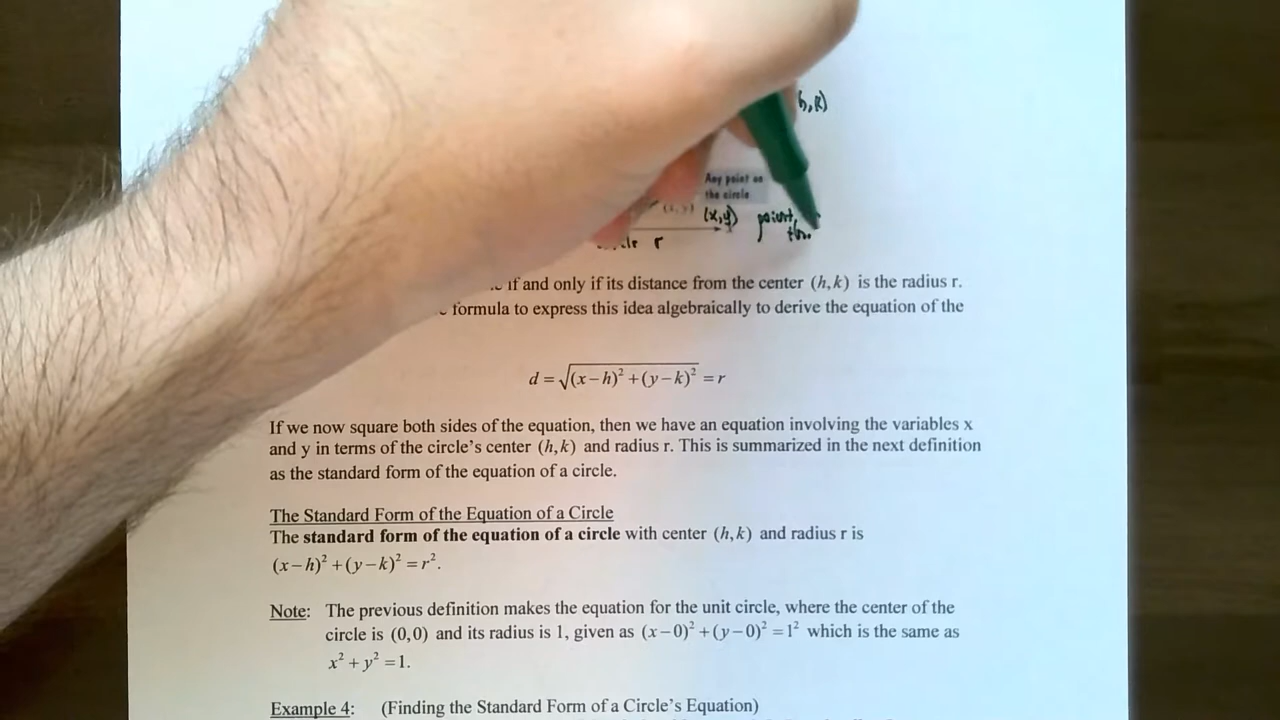 h,k)
Any point on
the circle
(x,y)
(x,y) point
r
if and only if its distance from the center (h,k) is the radius r.
formula to express this idea algebraically to derive the equation of the
d = √(x−h)² + (y−k)² = r
If we now square both sides of the equation, then we have an equation involving the variables x
and y in terms of the circle's center (h,k) and radius r. This is summarized in the next definition
as the standard form of the equation of a circle.
The Standard Form of the Equation of a Circle
The standard form of the equation of a circle with center (h,k) and radius r is
(x−h)² + (y−k)² = r².
Note: The previous definition makes the equation for the unit circle, where the center of the
circle is (0,0) and its radius is 1, given as (x−0)² + (y−0)² = 1² which is the same as
x² + y² = 1.
Example 4: (Finding the Standard Form of a Circle's Equation)